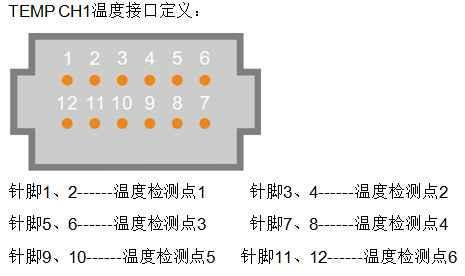 TEMP CH1温度接口定义：
1 2 3 4 5 6
12 11 10 9 8 7
针脚1、2------温度检测点1 针脚3、4------温度检测点2
针脚5、6------温度检测点3 针脚7、8------温度检测点4
针脚9、10------温度检测点5 针脚11、12------温度检测点6